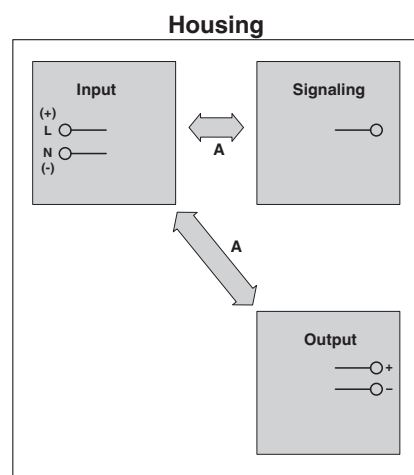 Housing
Input
(+)
L
N
(-)
A
Signaling
A
Output
+
−